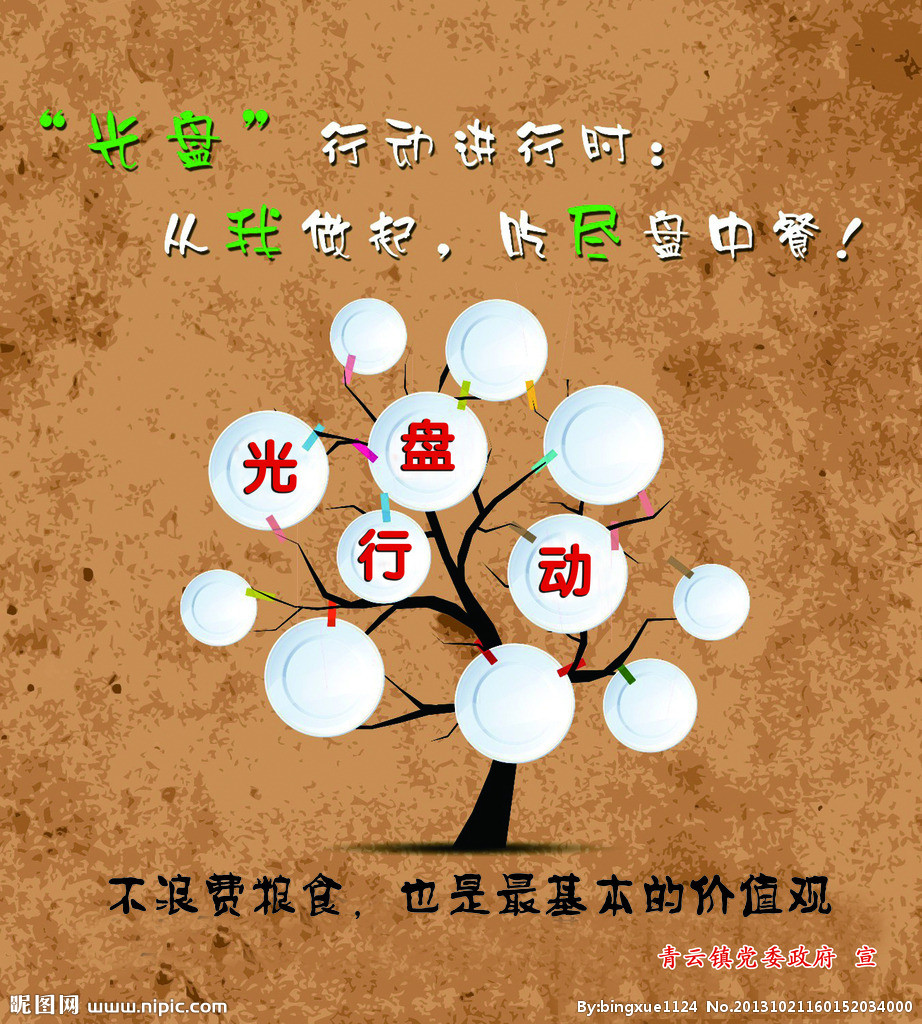 “光盘”行动进行时：
从我做起，吃尽盘中餐！
光 盘
行 动
不浪费粮食，也是最基本的价值观
青云镇党委政府 宣
昵图网 www.nipic.com
By:bingxue1124 No.20131021160152034000